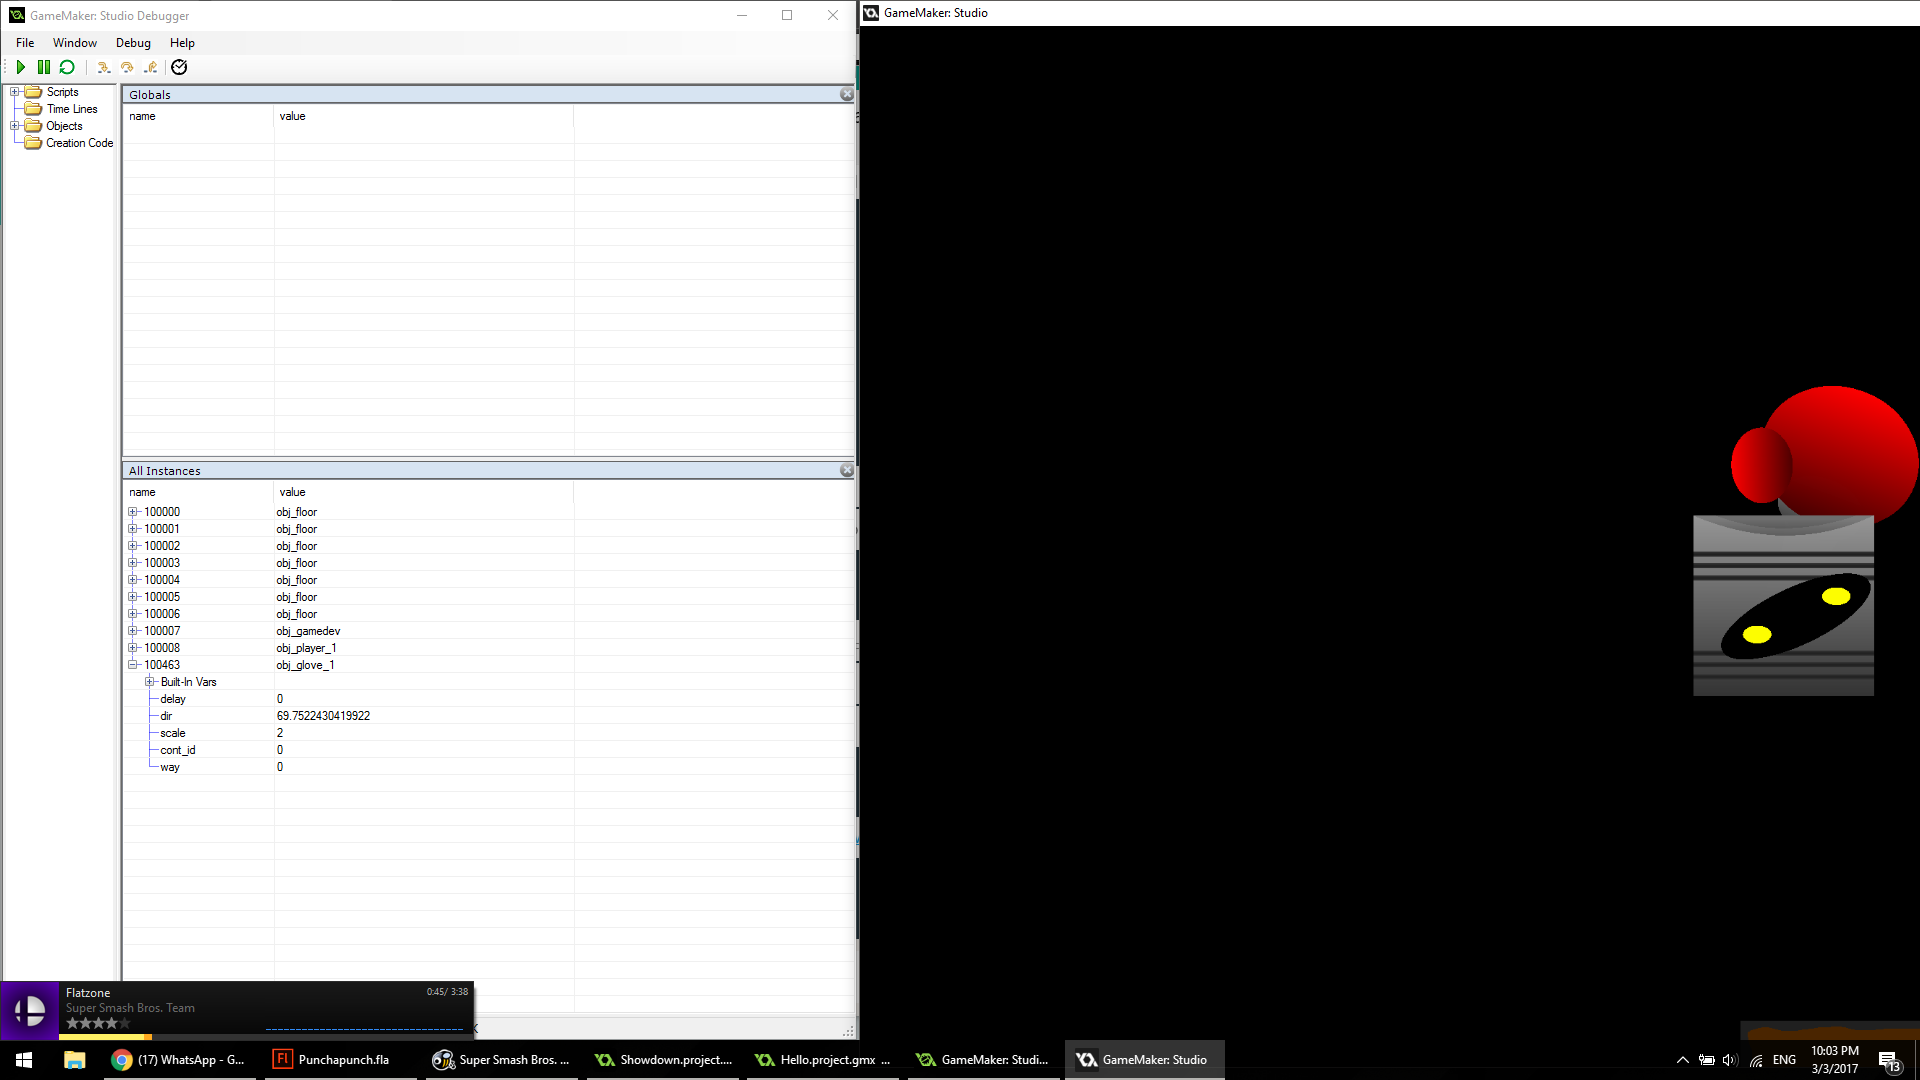 GameMaker: Studio Debugger
File Window Debug Help
Scripts
Time Lines
Objects
Creation Code
Globals
name value
All Instances
name value
100000 obj_floor
100001 obj_floor
100002 obj_floor
100003 obj_floor
100004 obj_floor
100005 obj_floor
100006 obj_floor
100007 obj_gamedev
100008 obj_player_1
100463 obj_glove_1
Built-In Vars
delay 0
dir 69.7522430419922
scale 2
cont_id 0
way 0
Flatzone 0:45/ 3:38
Super Smash Bros. Team
GameMaker: Studio
(17) WhatsApp - G...
Fl Punchapunch.fla
Super Smash Bros. ...
Showdown.project....
Hello.project.gmx ...
GameMaker: Studi...
GameMaker: Studio
ENG
10:03 PM
3/3/2017
13